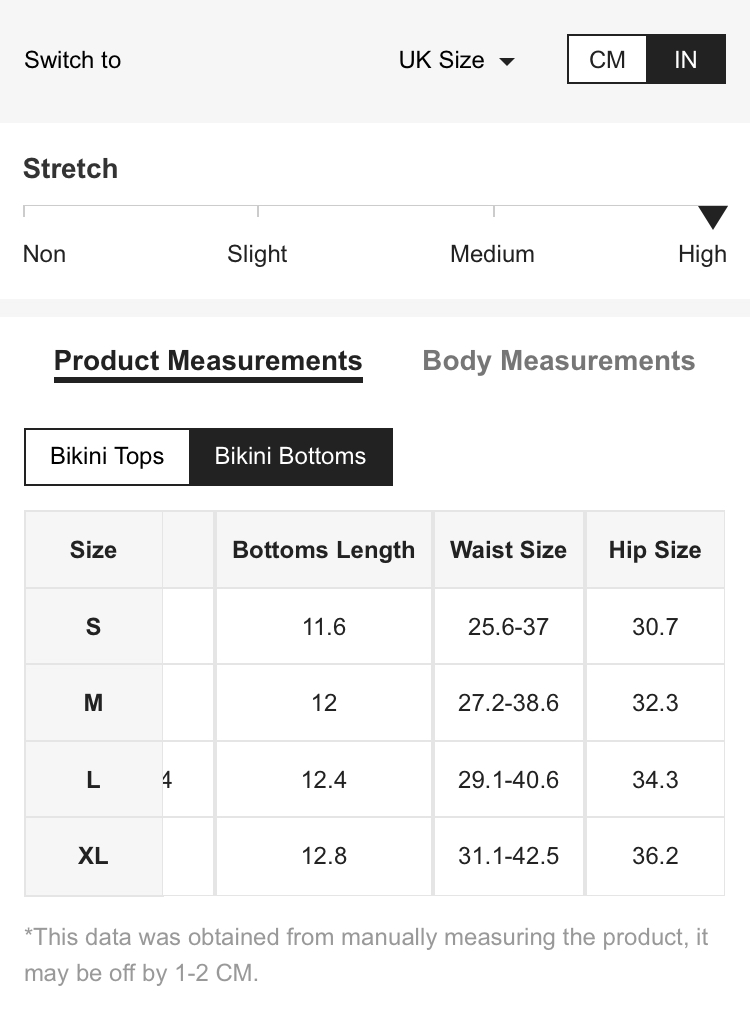 Switch to UK Size CM IN
Stretch
Non Slight Medium High
Product Measurements Body Measurements
Bikini Tops Bikini Bottoms
Size Bottoms Length Waist Size Hip Size
S 11.6 25.6-37 30.7
M 12 27.2-38.6 32.3
L 4 12.4 29.1-40.6 34.3
XL 12.8 31.1-42.5 36.2
*This data was obtained from manually measuring the product, it
may be off by 1-2 CM.